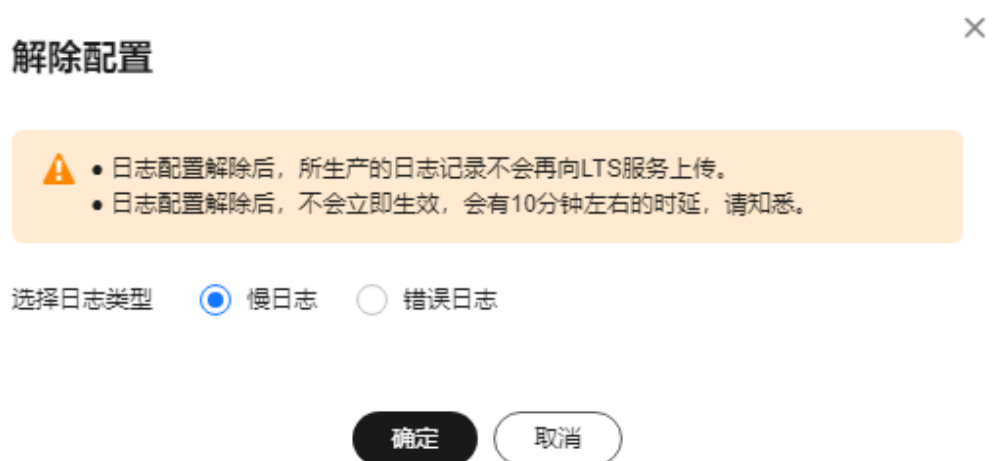 解除配置
● 日志配置解除后，所生产的日志记录不会再向LTS服务上传。
● 日志配置解除后，不会立即生效，会有10分钟左右的时延，请知悉。
选择日志类型 慢日志 错误日志
确定 取消